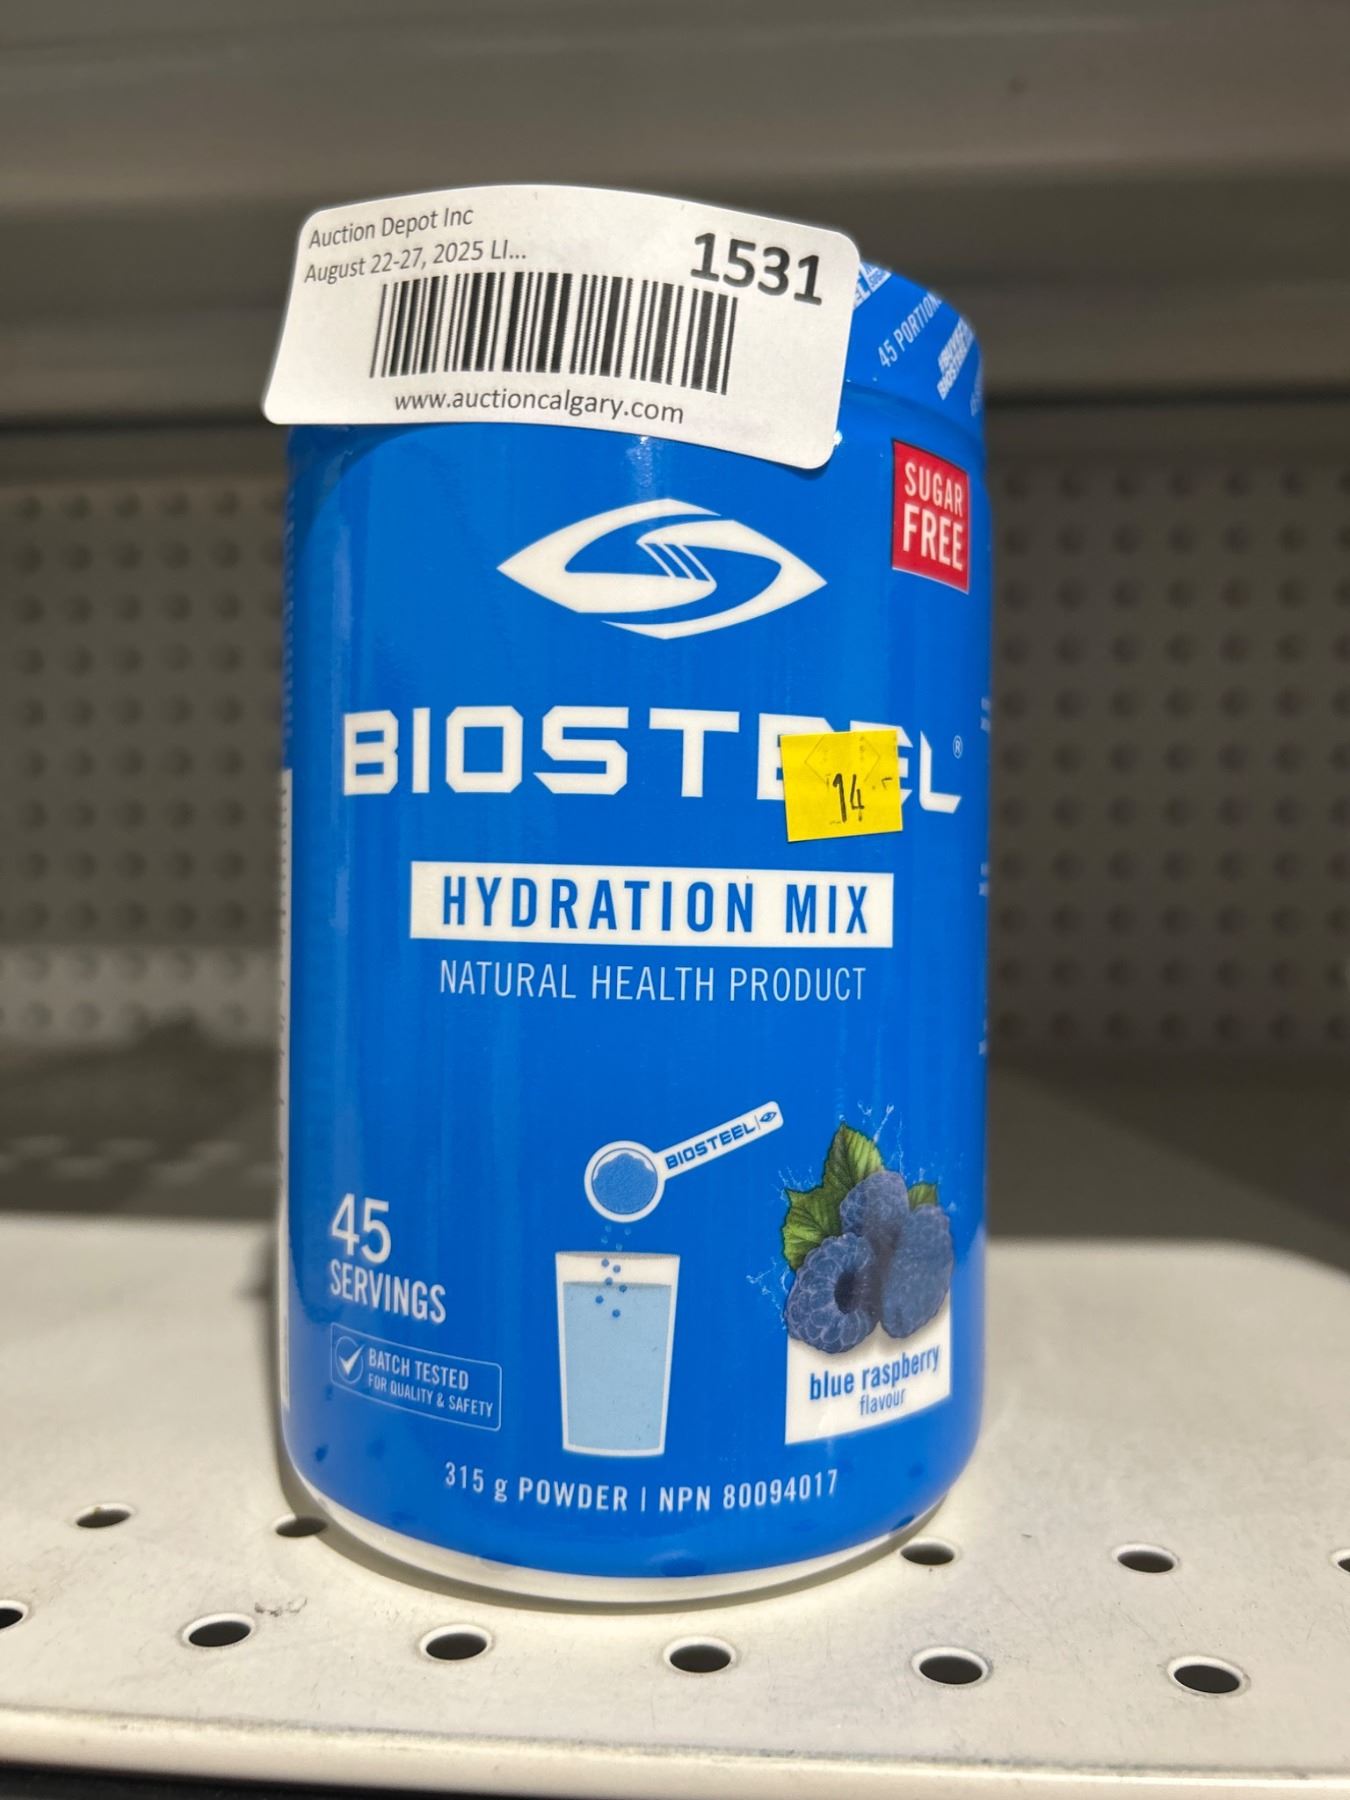 Auction Depot Inc
August 22-27, 2025 LI...
1531
www.auctioncalgary.com
45 PORTION
SUGAR
FREE
BIOSTEEL®
14
HYDRATION MIX
NATURAL HEALTH PRODUCT
BIOSTEEL
45
SERVINGS
BATCH TESTED
FOR QUALITY & SAFETY
blue raspberry
flavour
315 g POWDER | NPN 80094017